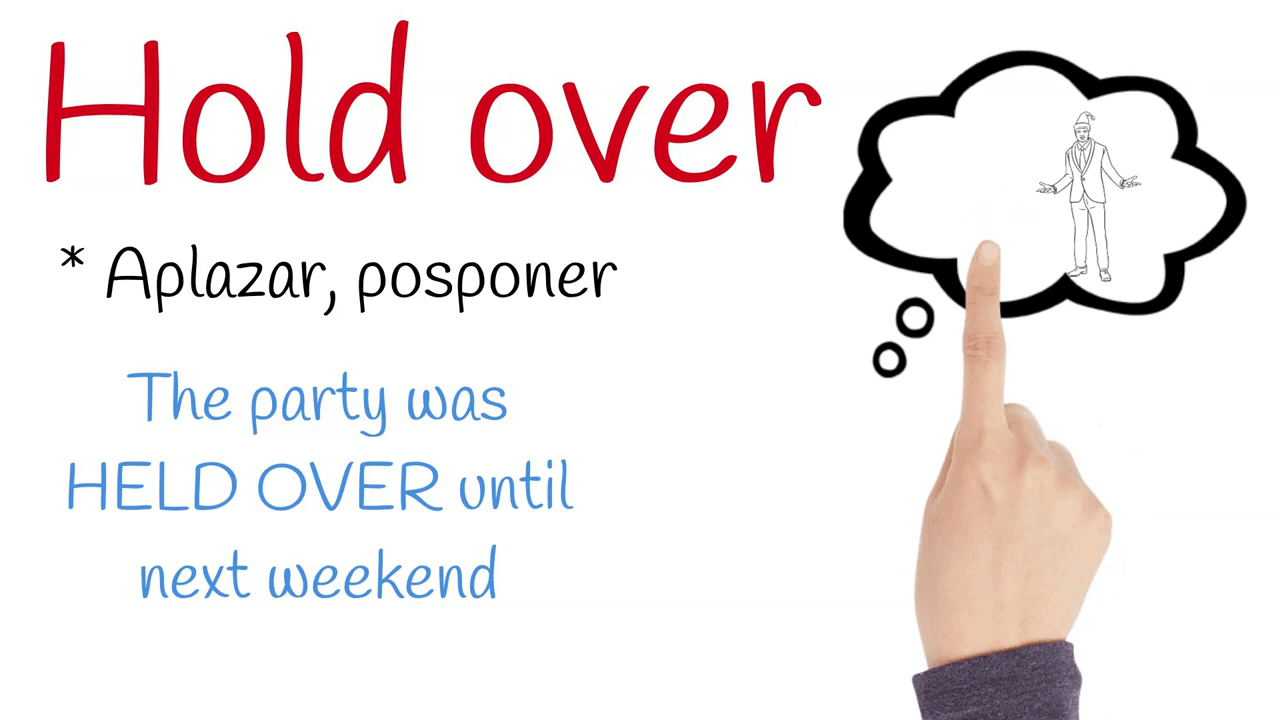 Hold over
* Aplazar, posponer
The party was
HELD OVER until
next weekend